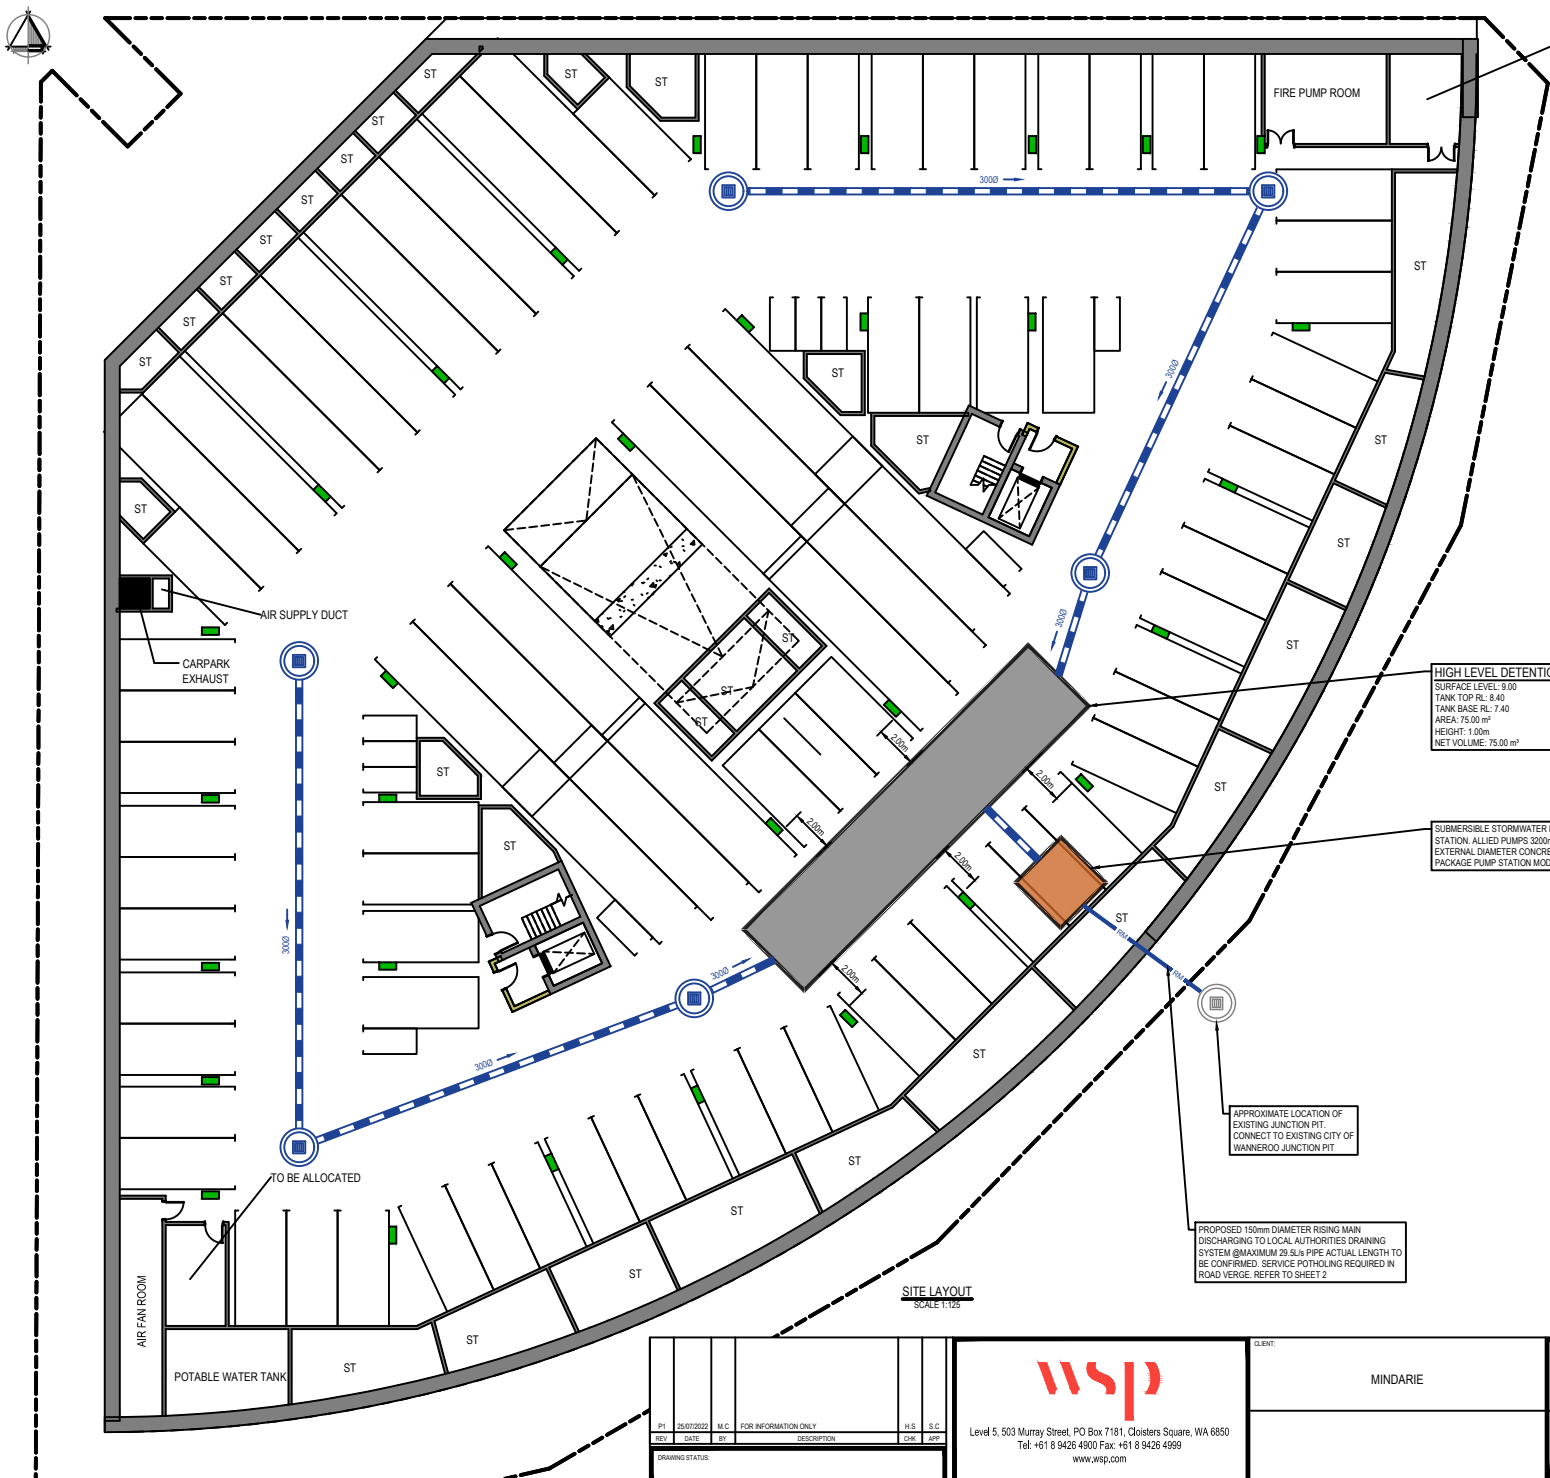 ST
ST
ST
FIRE PUMP ROOM
ST
ST
ST
ST
ST
ST
ST
ST
300Ø
ST
300Ø
ST
ST
ST
ST
ST
AIR SUPPLY DUCT
CARPARK
EXHAUST
300Ø
ST
ST
ST
ST
HIGH LEVEL DETENTIO
SURFACE LEVEL: 9.00
TANK TOP RL: 8.40
TANK BASE RL: 7.40
AREA: 75.00 m²
HEIGHT: 1.00m
NET VOLUME: 75.00 m³
2.00m
2.00m
2.00m
2.00m
2.00m
ST
ST
ST
SUBMERSIBLE STORMWATER
STATION. ALLIED PUMPS 3200
EXTERNAL DIAMETER CONCRE
PACKAGE PUMP STATION MOD
ST
RM
RM
300Ø
300Ø
300Ø
ST
APPROXIMATE LOCATION OF
EXISTING JUNCTION PIT.
CONNECT TO EXISTING CITY OF
WANNEROO JUNCTION PIT
TO BE ALLOCATED
ST
ST
ST
ST
ST
AIR FAN ROOM
POTABLE WATER TANK
PROPOSED 150mm DIAMETER RISING MAIN
DISCHARGING TO LOCAL AUTHORITIES DRAINING
SYSTEM @MAXIMUM 29.5L/s PIPE ACTUAL LENGTH TO
BE CONFIRMED. SERVICE POTHOLING REQUIRED IN
ROAD VERGE. REFER TO SHEET 2
SITE LAYOUT
SCALE 1:125
P1 25/07/2022 M.C FOR INFORMATION ONLY H.S S.C
REV DATE BY DESCRIPTION CHK APP
DRAWING STATUS:
wsp
Level 5, 503 Murray Street, PO Box 7181, Cloisters Square, WA 6850
Tel: +61 8 9426 4900 Fax: +61 8 9426 4999
www.wsp.com
CLIENT:
MINDARIE